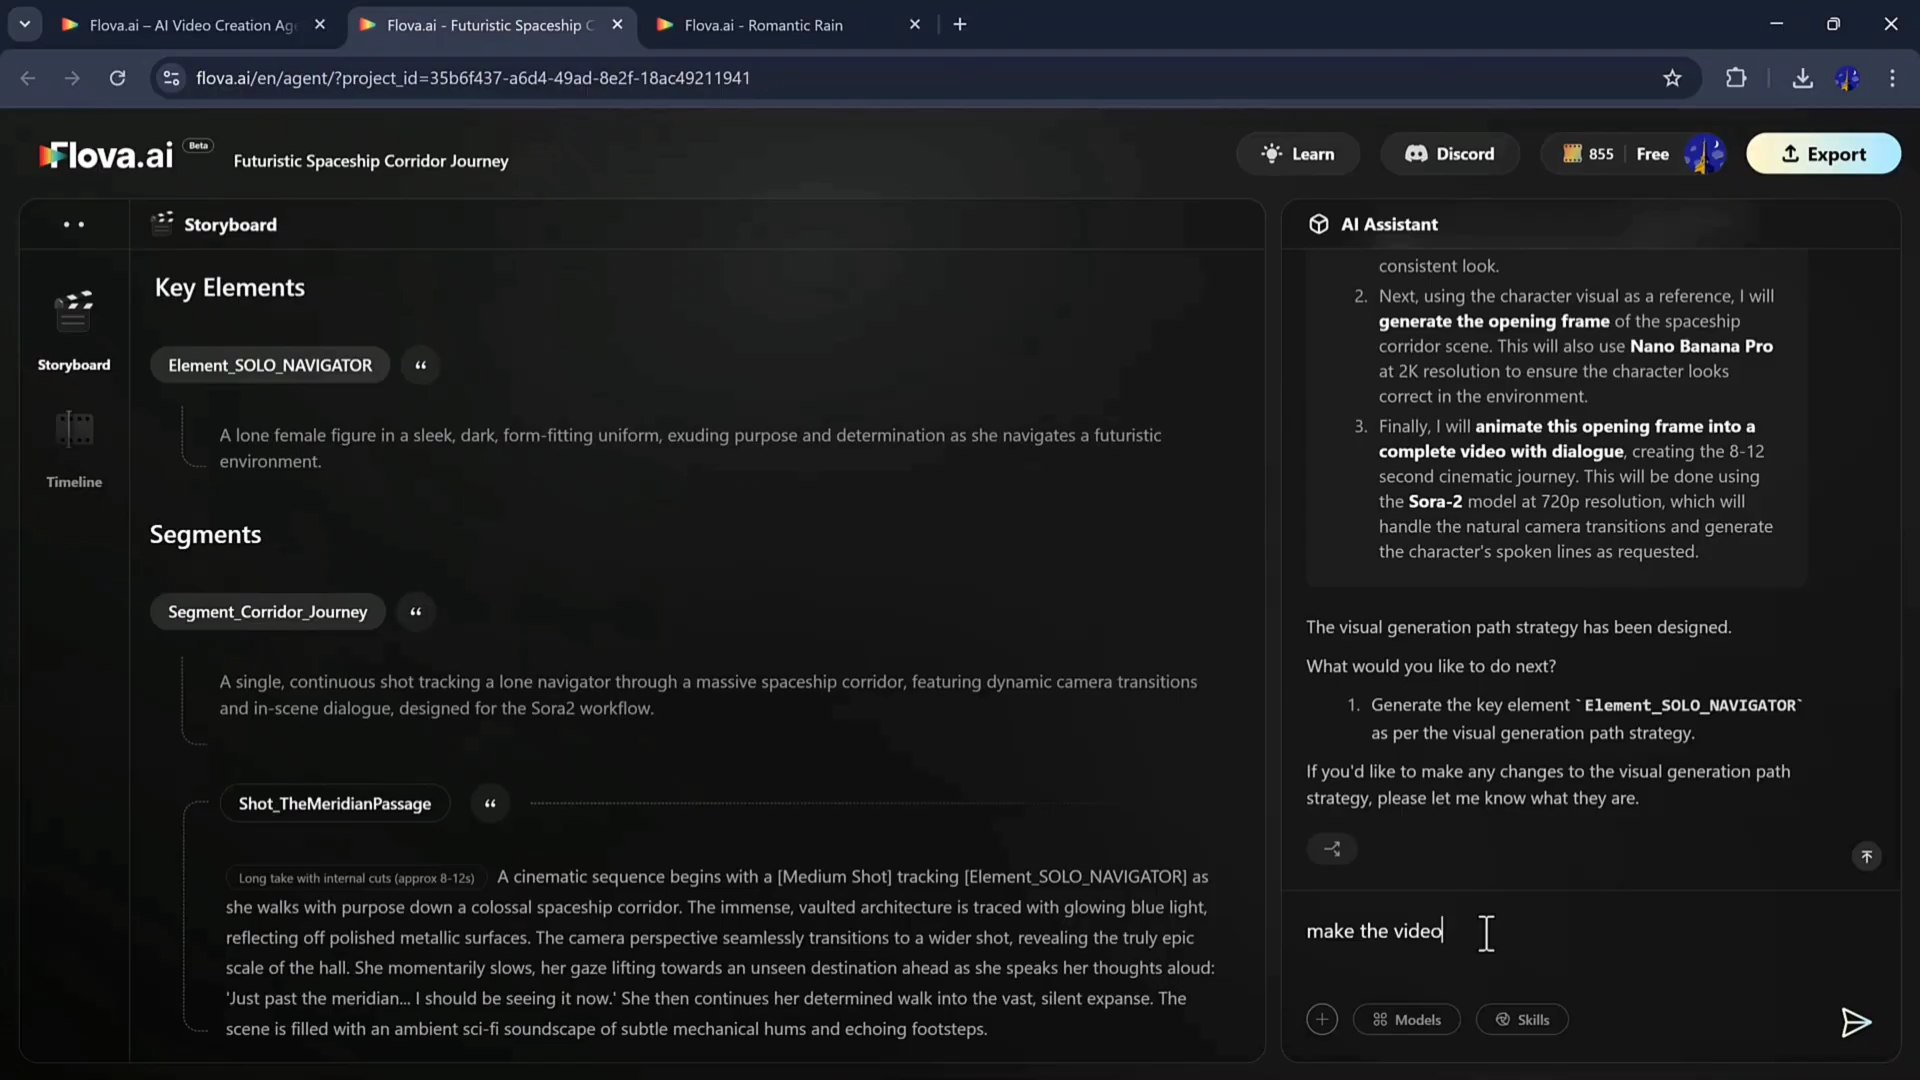 Flova.ai – AI Video Creation Age
Flova.ai - Futuristic Spaceship C
Flova.ai - Romantic Rain
flova.ai/en/agent/?project_id=35b6f437-a6d4-49ad-8e2f-18ac49211941
Flova.ai
Beta
Futuristic Spaceship Corridor Journey
Learn
Discord
855
Free
Export
Storyboard
Timeline
Storyboard
Key Elements
Element_SOLO_NAVIGATOR “
A lone female figure in a sleek, dark, form-fitting uniform, exuding purpose and determination as she navigates a futuristic
environment.
Segments
Segment_Corridor_Journey “
A single, continuous shot tracking a lone navigator through a massive spaceship corridor, featuring dynamic camera transitions
and in-scene dialogue, designed for the Sora2 workflow.
Shot_TheMeridianPassage “
Long take with internal cuts (approx 8-12s) A cinematic sequence begins with a [Medium Shot] tracking [Element_SOLO_NAVIGATOR] as
she walks with purpose down a colossal spaceship corridor. The immense, vaulted architecture is traced with glowing blue light,
reflecting off polished metallic surfaces. The camera perspective seamlessly transitions to a wider shot, revealing the truly epic
scale of the hall. She momentarily slows, her gaze lifting towards an unseen destination ahead as she speaks her thoughts aloud:
'Just past the meridian... I should be seeing it now.' She then continues her determined walk into the vast, silent expanse. The
scene is filled with an ambient sci-fi soundscape of subtle mechanical hums and echoing footsteps.
AI Assistant
consistent look.
2. Next, using the character visual as a reference, I will
generate the opening frame of the spaceship
corridor scene. This will also use Nano Banana Pro
at 2K resolution to ensure the character looks
correct in the environment.
3. Finally, I will animate this opening frame into a
complete video with dialogue, creating the 8-12
second cinematic journey. This will be done using
the Sora-2 model at 720p resolution, which will
handle the natural camera transitions and generate
the character's spoken lines as requested.
The visual generation path strategy has been designed.
What would you like to do next?
1. Generate the key element `Element_SOLO_NAVIGATOR`
as per the visual generation path strategy.
If you'd like to make any changes to the visual generation path
strategy, please let me know what they are.
make the video
Models
Skills